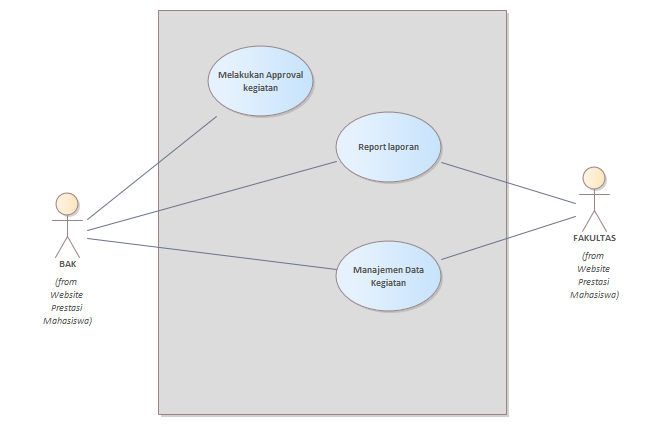 Melakukan Approval
kegiatan
Report laporan
Manajemen Data
Kegiatan
BAK
(from
Website
Prestasi
Mahasiswa)
FAKULTAS
(from
Website
Prestasi
Mahasiswa)